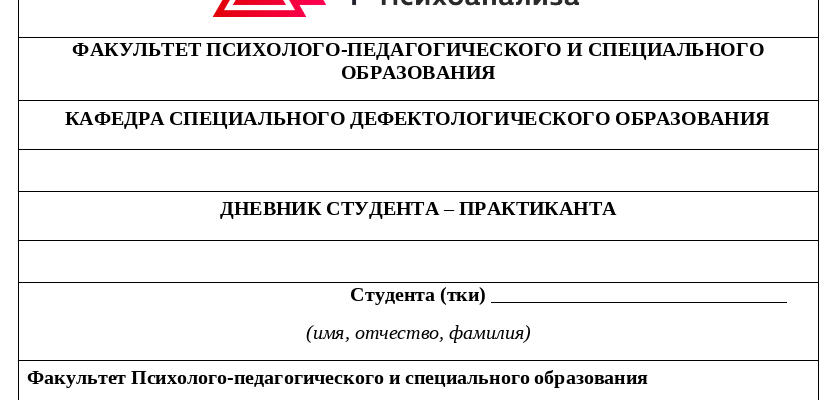 Психоанализа
ФАКУЛЬТЕТ ПСИХОЛОГО-ПЕДАГОГИЧЕСКОГО И СПЕЦИАЛЬНОГО
ОБРАЗОВАНИЯ
КАФЕДРА СПЕЦИАЛЬНОГО ДЕФЕКТОЛОГИЧЕСКОГО ОБРАЗОВАНИЯ
ДНЕВНИК СТУДЕНТА – ПРАКТИКАНТА
Студента (тки)
(имя, отчество, фамилия)
Факультет Психолого-педагогического и специального образования